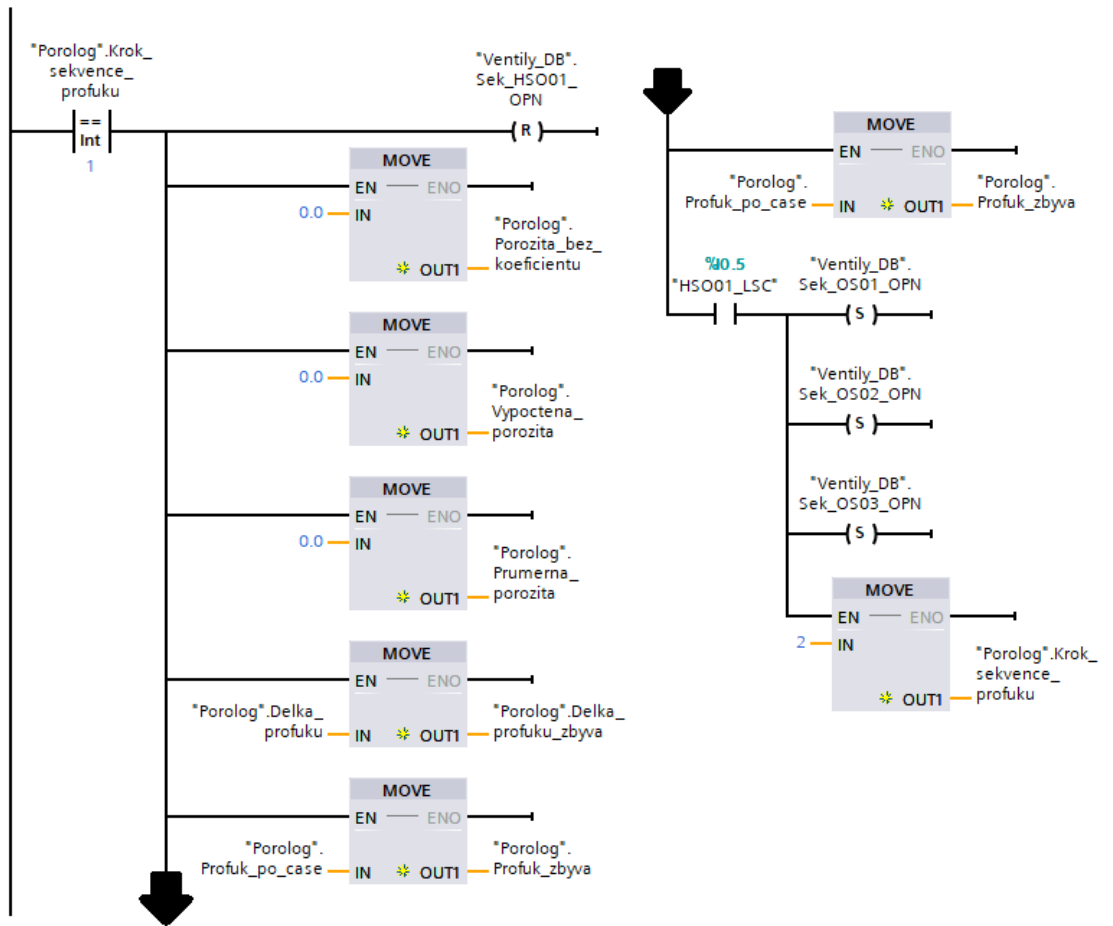 "Porolog".Krok_
sekvence_
profuku
==
Int
1
"Ventily_DB".
Sek_HSO01_
OPN
R
MOVE
EN ENO
0.0 IN
OUT1
"Porolog".
Porozita_bez_
koeficientu
MOVE
EN ENO
0.0 IN
OUT1
"Porolog".
Vypoctena_
porozita
MOVE
EN ENO
0.0 IN
OUT1
"Porolog".
Prumerna_
porozita
MOVE
EN ENO
"Porolog".Delka_
profuku
IN OUT1
"Porolog".Delka_
profuku_zbyva
MOVE
EN ENO
"Porolog".
Profuk_po_case
IN OUT1
"Porolog".
Profuk_zbyva
MOVE
EN ENO
"Porolog".
Profuk_po_case
IN OUT1
"Porolog".
Profuk_zbyva
%I0.5
"HSO01_LSC"
"Ventily_DB".
Sek_OS01_OPN
S
"Ventily_DB".
Sek_OS02_OPN
S
"Ventily_DB".
Sek_OS03_OPN
S
MOVE
EN ENO
2 IN
OUT1
"Porolog".Krok_
sekvence_
profuku